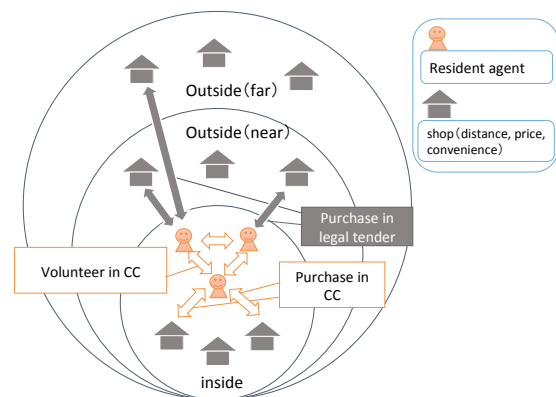 Outside(far)
Outside(near)
Volunteer in CC
Purchase in
legal tender
Purchase in
CC
inside
Resident agent
shop(distance, price,
convenience)